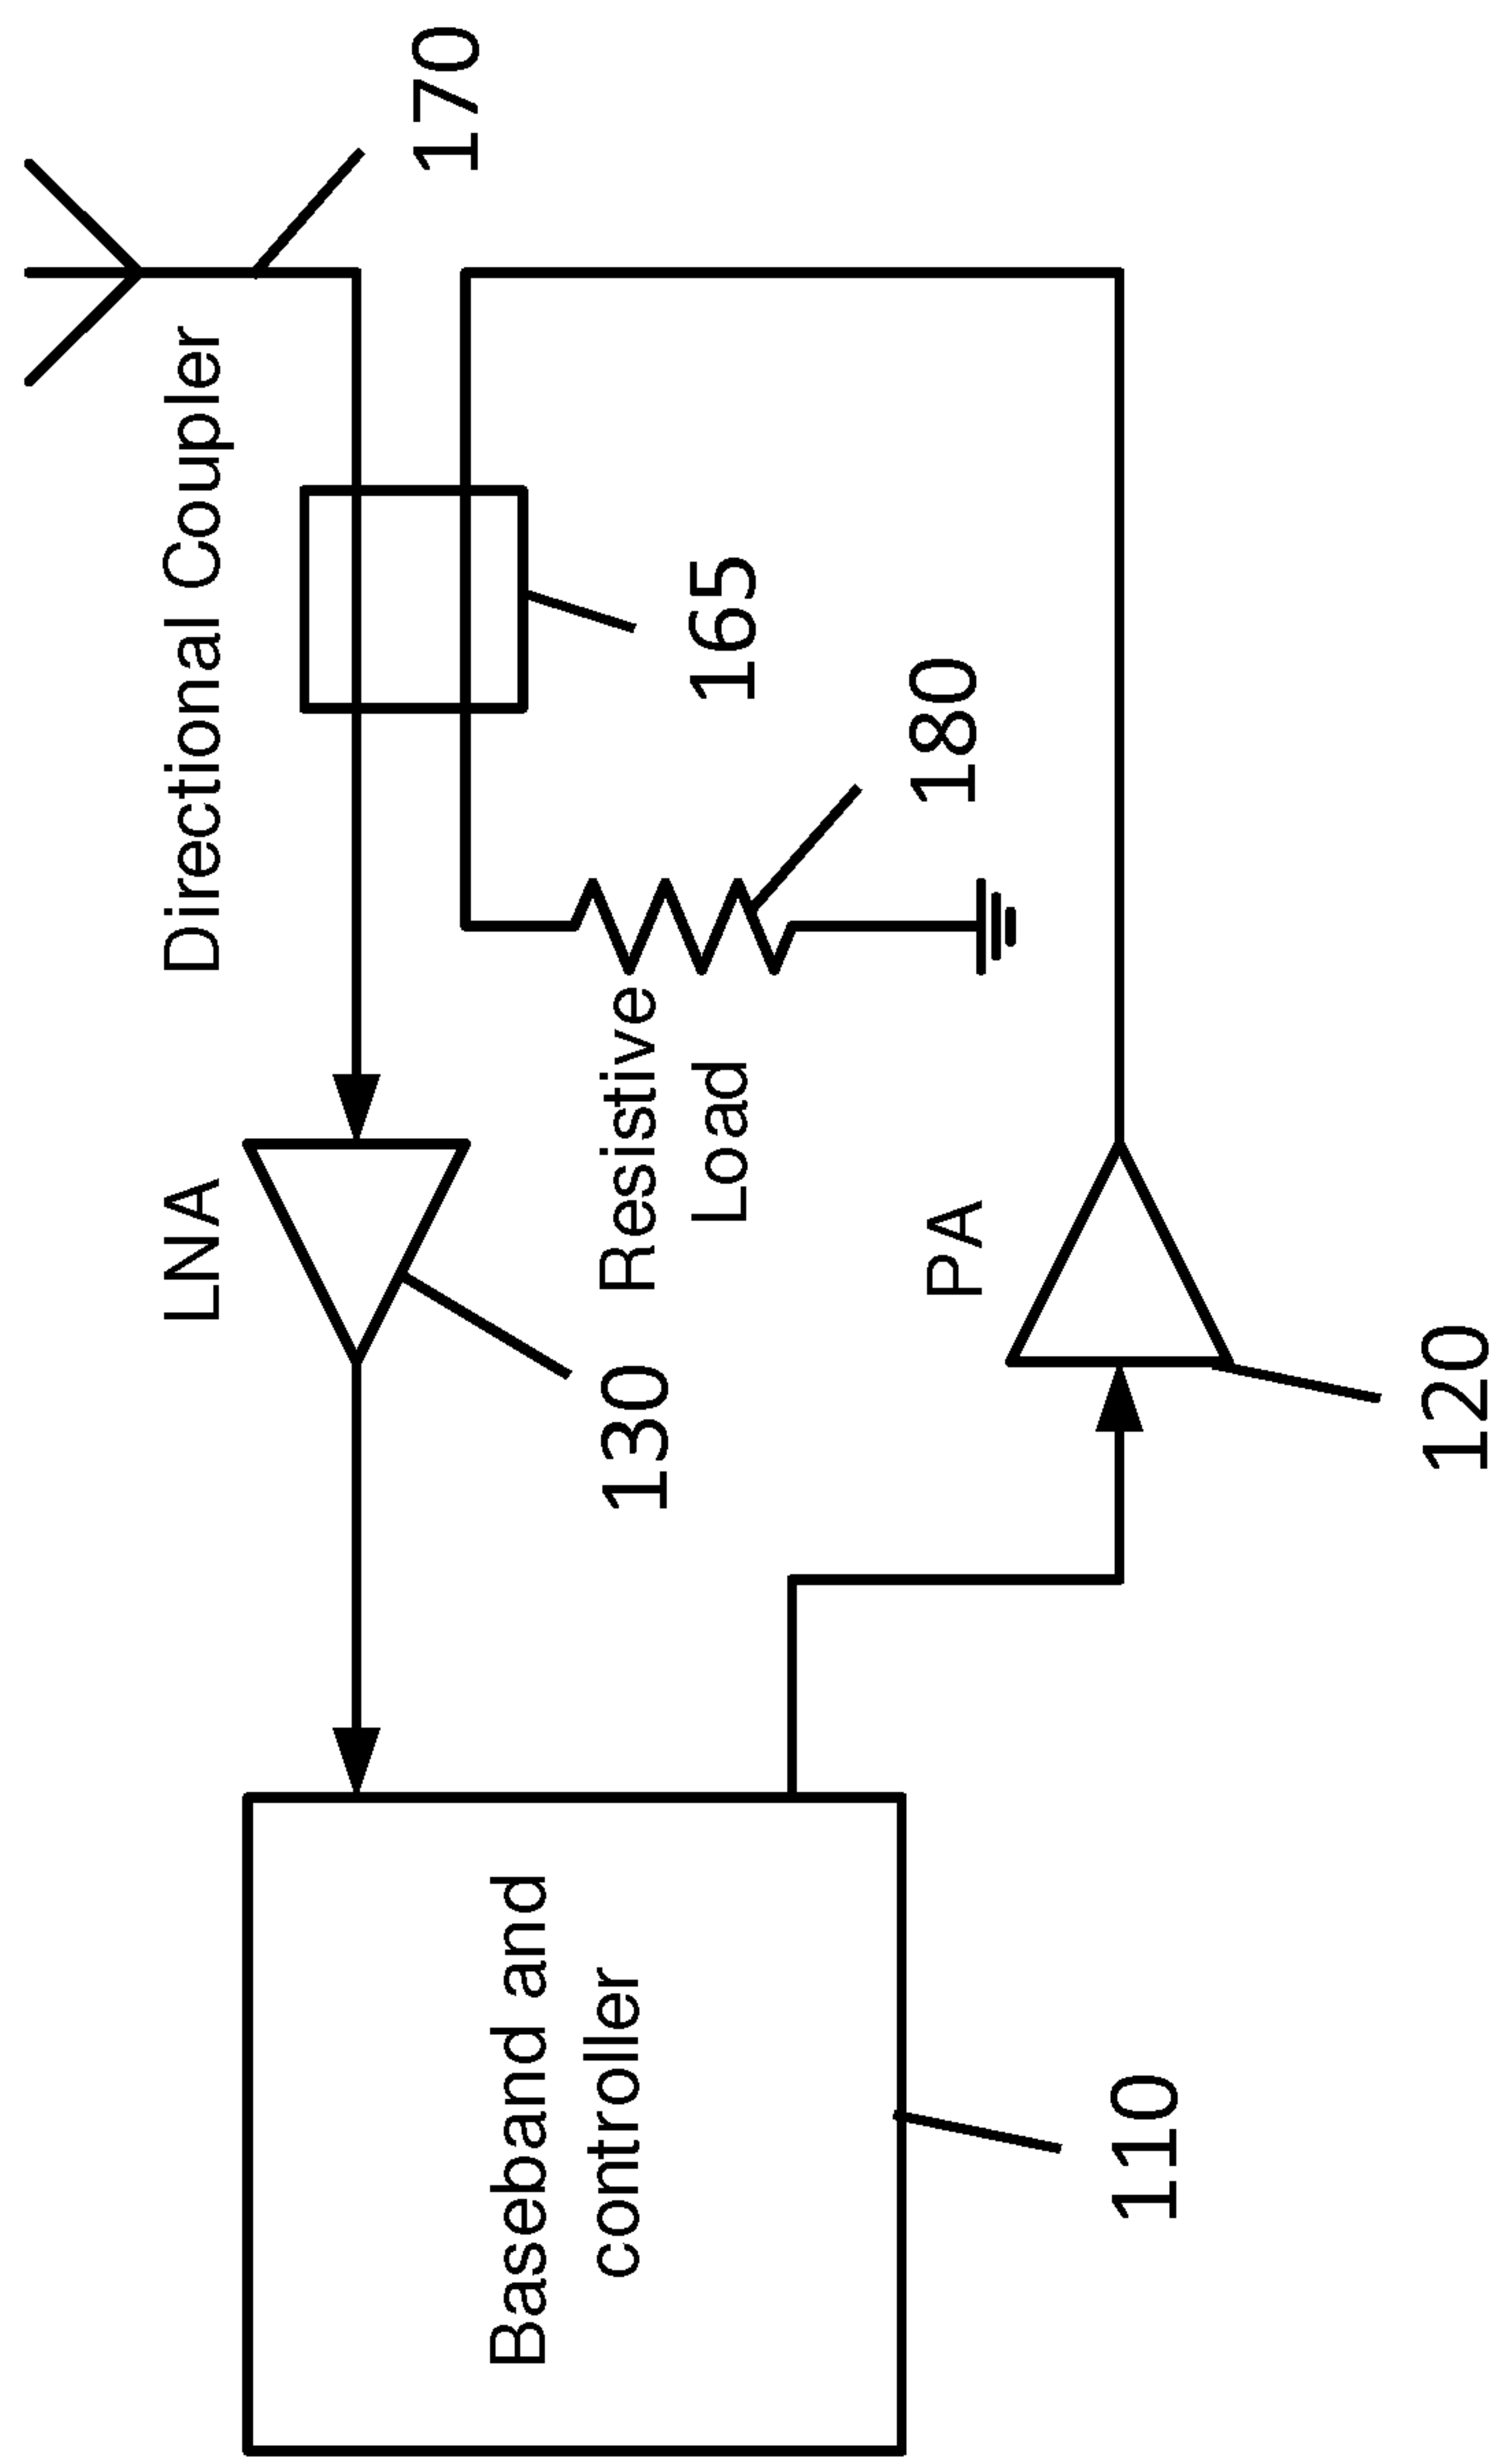 Baseband and
controller
110
LNA
130
Directional Coupler
165
170
Resistive
Load
180
PA
120